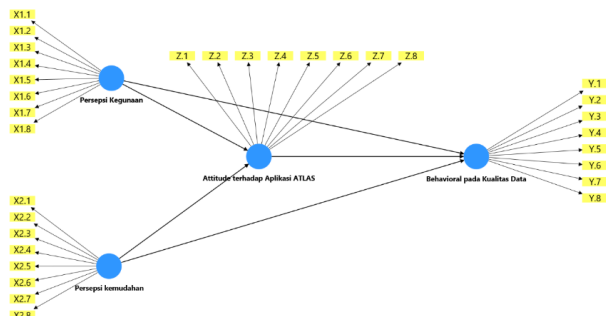 X1.1
X1.2
X1.3
X1.4
X1.5
X1.6
X1.7
X1.8
Persepsi Kegunaan
Z.1 Z.2 Z.3 Z.4 Z.5 Z.6 Z.7 Z.8
Attitude terhadap Aplikasi ATLAS
Y.1
Y.2
Y.3
Y.4
Y.5
Y.6
Y.7
Y.8
Behavioral pada Kualitas Data
X2.1
X2.2
X2.3
X2.4
X2.5
X2.6
X2.7
X2.8
Persepsi kemudahan